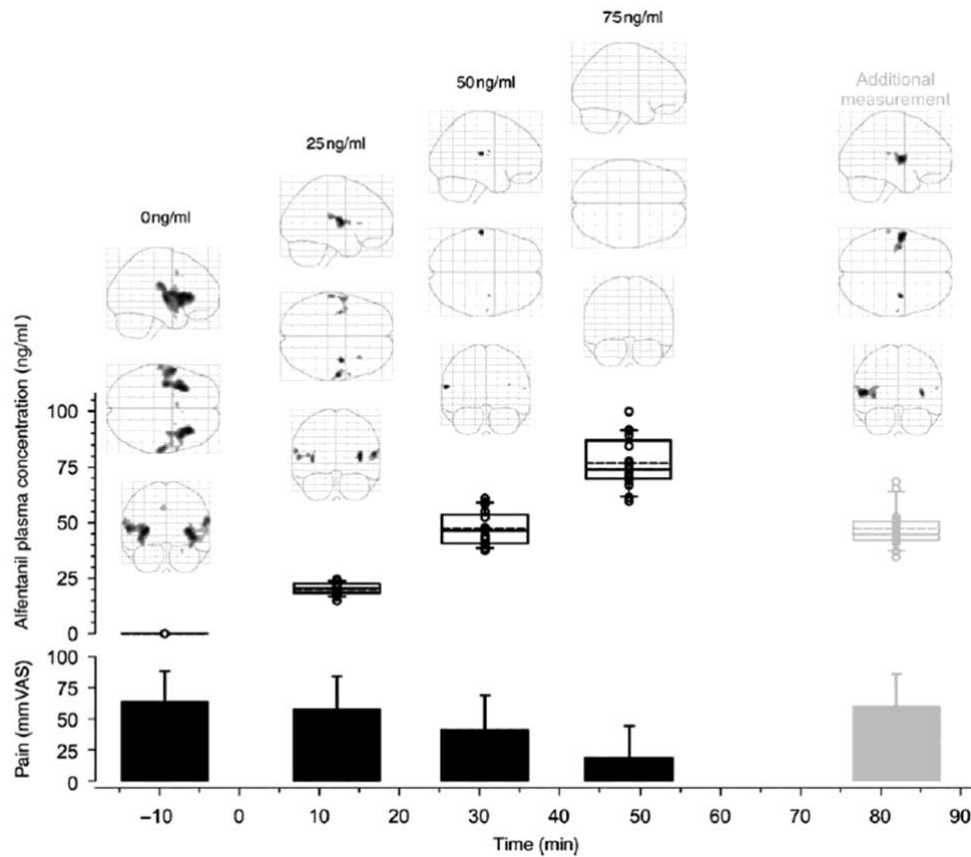 75ng/ml
50ng/ml
Additional
measurement
25ng/ml
0ng/ml
Alfentanil plasma concentration (ng/ml)
100
75
50
25
0
Pain (mmVAS)
100
75
50
25
0
−10 0 10 20 30 40 50 60 70 80 90
Time (min)